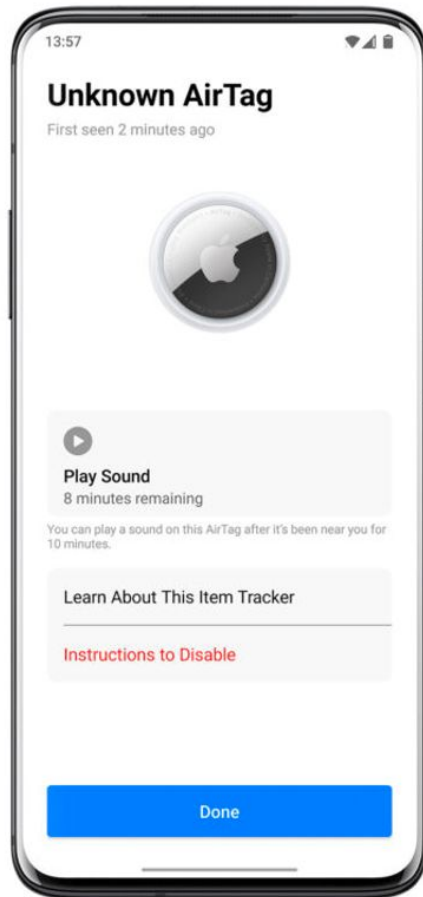 13:57
Unknown AirTag
First seen 2 minutes ago
Play Sound
8 minutes remaining
You can play a sound on this AirTag after it's been near you for
10 minutes.
Learn About This Item Tracker
Instructions to Disable
Done